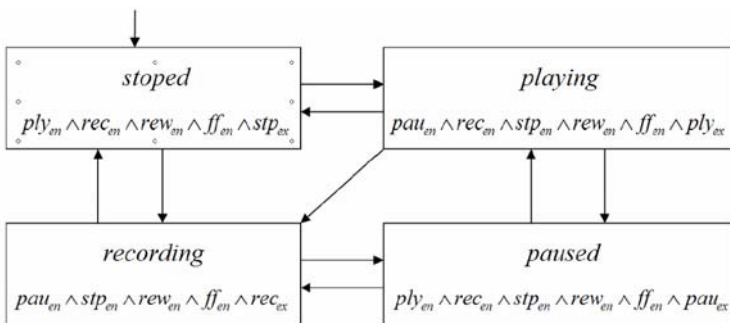 stoped
ply_en ∧ rec_en ∧ rew_en ∧ ff_en ∧ stp_ex
playing
pau_en ∧ rec_en ∧ stp_en ∧ rew_en ∧ ff_en ∧ ply_ex
recording
pau_en ∧ stp_en ∧ rew_en ∧ ff_en ∧ rec_ex
paused
ply_en ∧ rec_en ∧ stp_en ∧ rew_en ∧ ff_en ∧ pau_ex